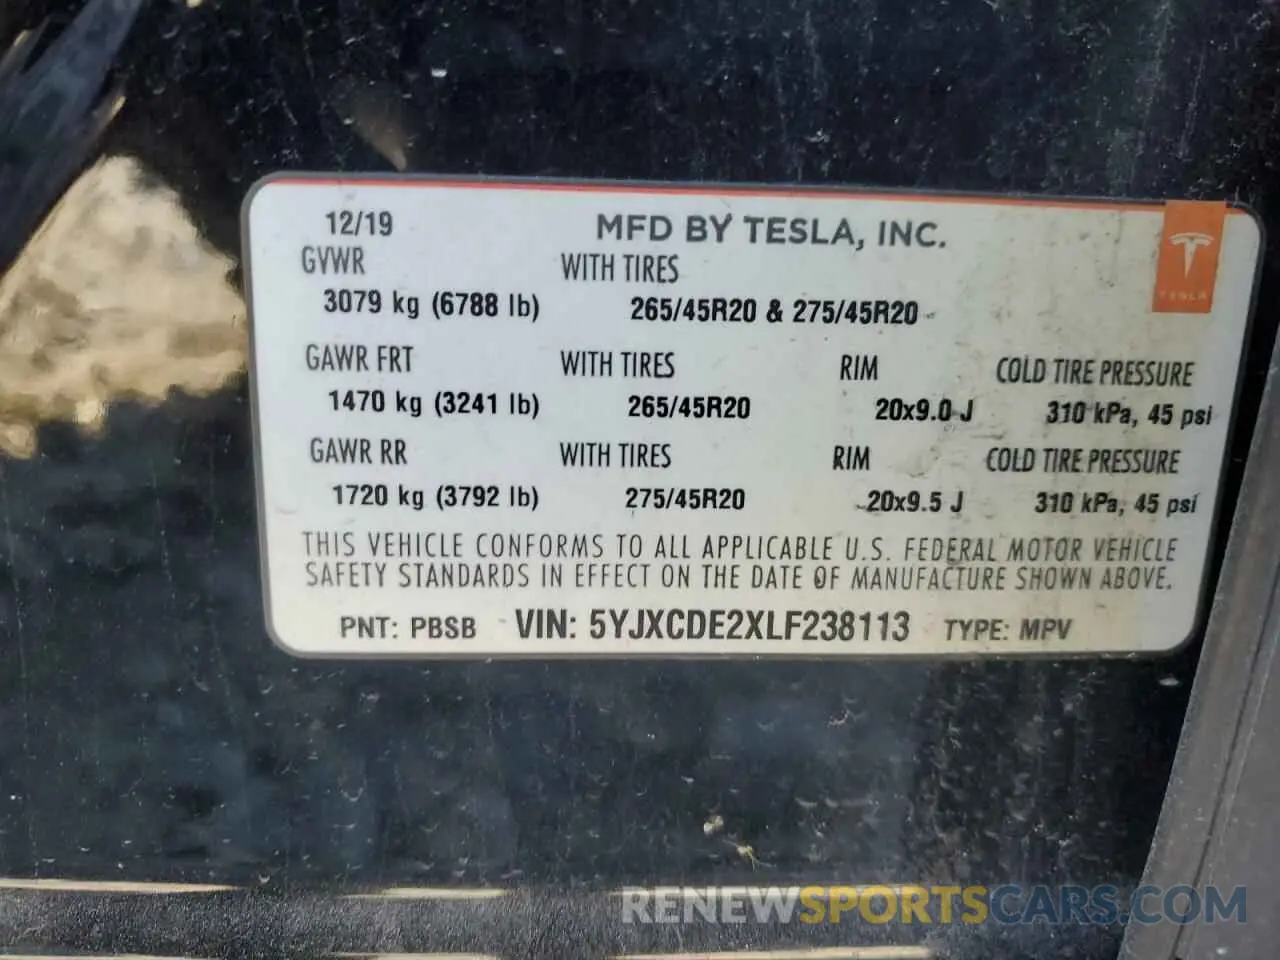 12/19 MFD BY TESLA, INC.
GVWR WITH TIRES
3079 kg (6788 lb) 265/45R20 & 275/45R20
GAWR FRT WITH TIRES RIM COLD TIRE PRESSURE
1470 kg (3241 lb) 265/45R20 20x9.0 J 310 kPa, 45 psi
GAWR RR WITH TIRES RIM COLD TIRE PRESSURE
1720 kg (3792 lb) 275/45R20 20x9.5 J 310 kPa, 45 psi
THIS VEHICLE CONFORMS TO ALL APPLICABLE U.S. FEDERAL MOTOR VEHICLE
SAFETY STANDARDS IN EFFECT ON THE DATE OF MANUFACTURE SHOWN ABOVE.
PNT: PBSB VIN: 5YJXCDE2XLF238113 TYPE: MPV
TESLA
RENEWSPORTSCARS.COM